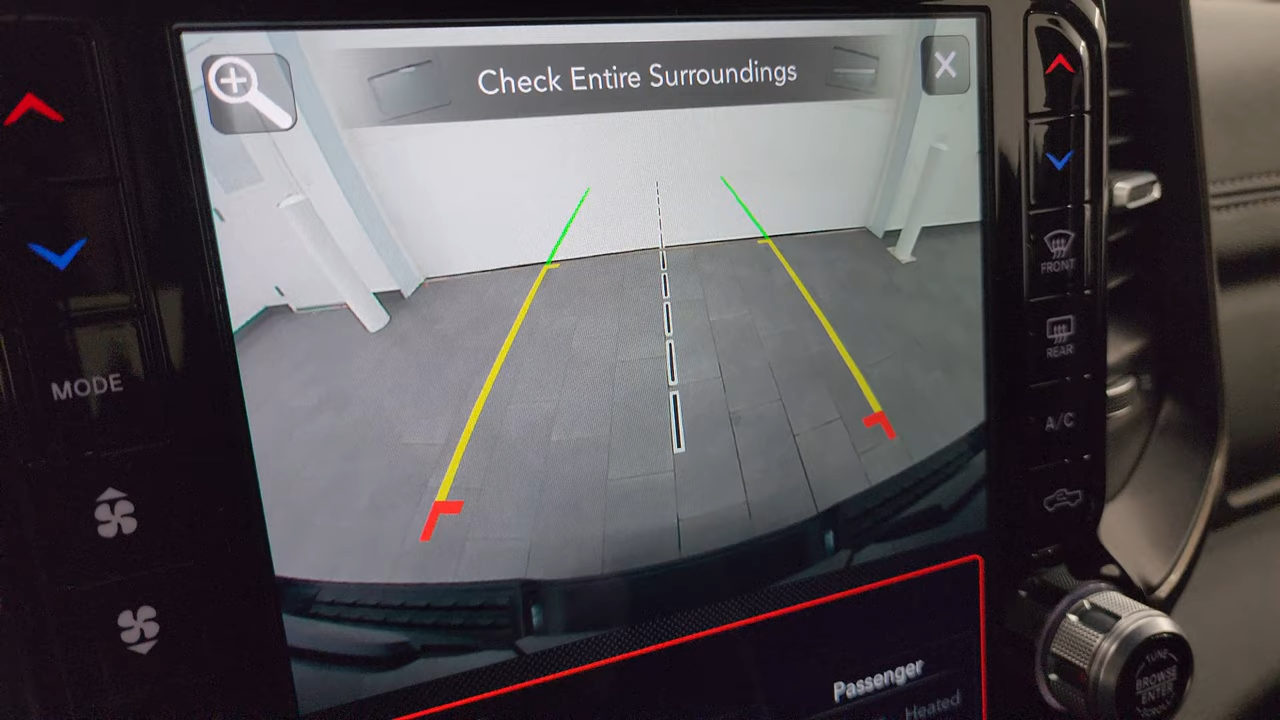 Check Entire Surroundings
FRONT
REAR
MODE
A/C
Passenger
Heated
TUNE
BROWSE
ENTER